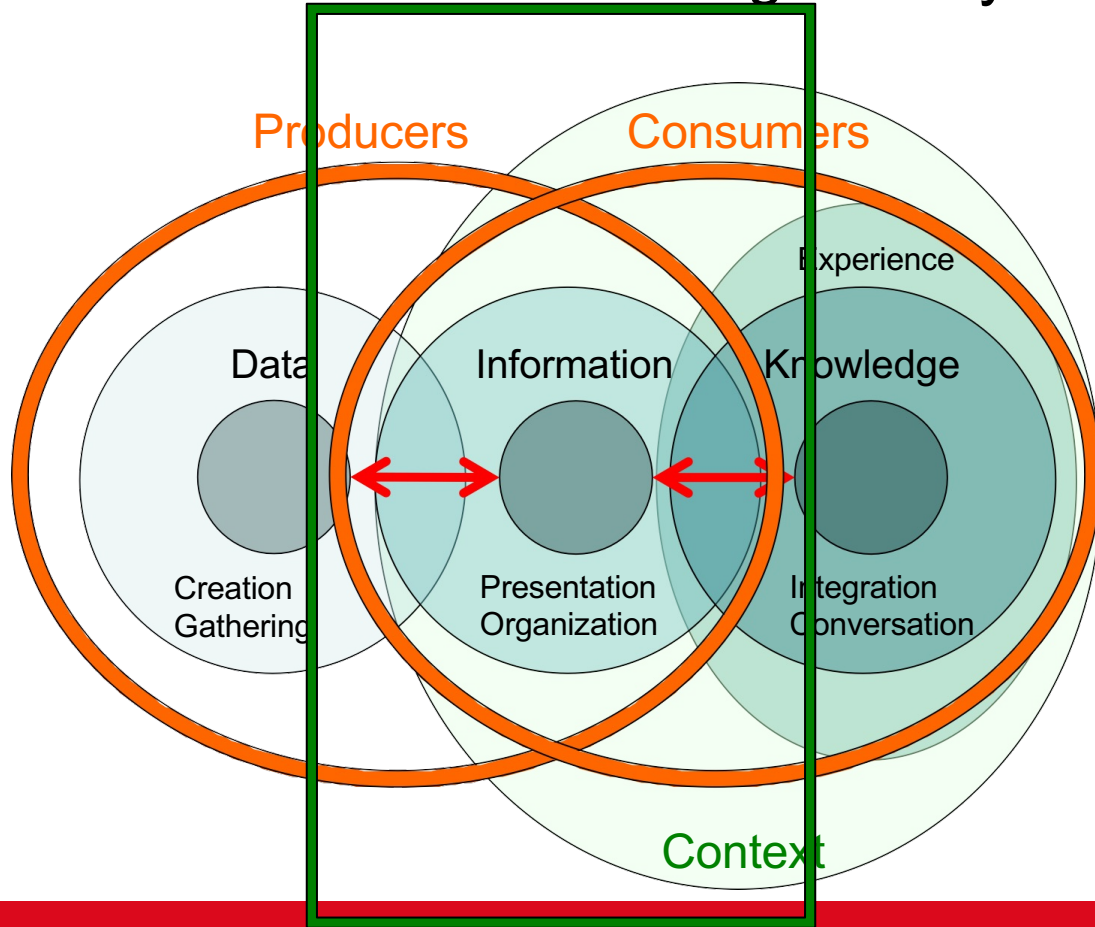 Producers
Consumers
Experience
Data
Information
Knowledge
Creation
Gathering
Presentation
Organization
Integration
Conversation
Context